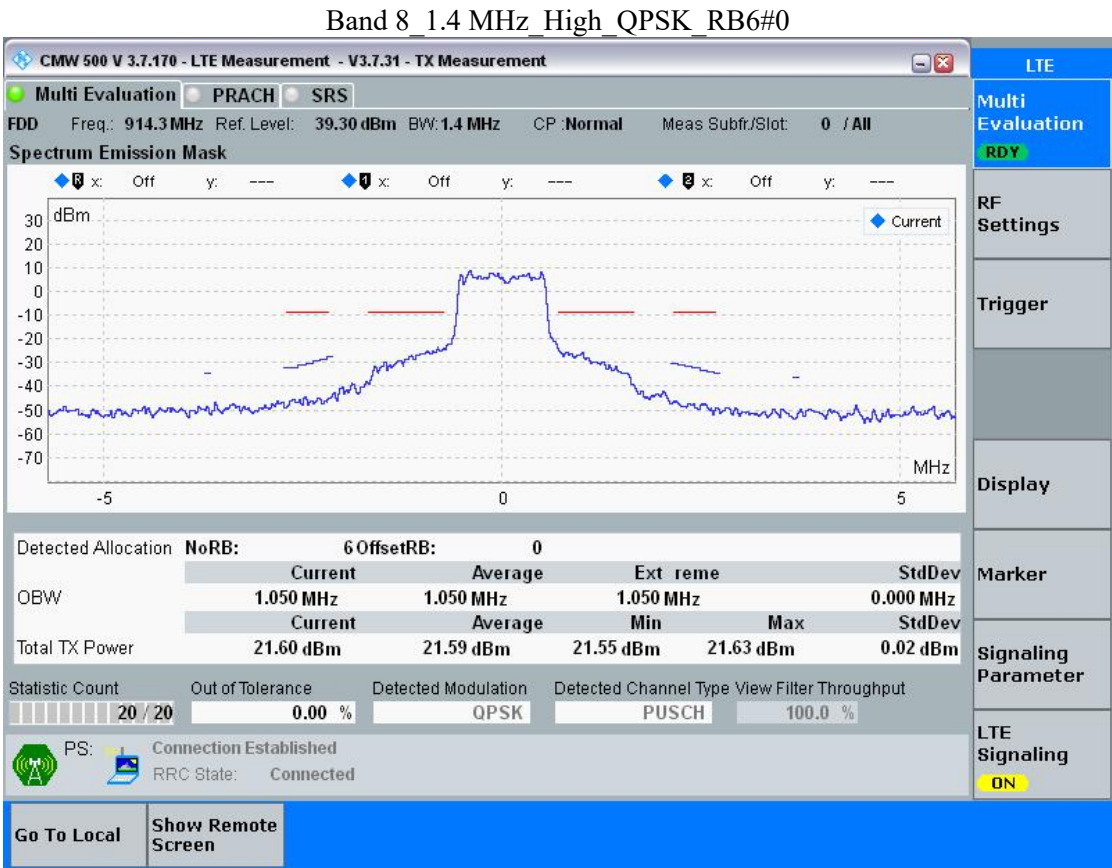 Band 8_1.4 MHz_High_QPSK_RB6#0
CMW 500 V 3.7.170 - LTE Measurement - V3.7.31 - TX Measurement
LTE
Multi Evaluation PRACH SRS
Multi Evaluation
RDY
FDD Freq.: 914.3 MHz Ref. Level: 39.30 dBm BW: 1.4 MHz CP :Normal Meas Subfr./Slot: 0 / All
Spectrum Emission Mask
R x: Off y: --- 1 x: Off y: --- 2 x: Off y: ---
dBm
Current
30
20
10
0
-10
-20
-30
-40
-50
-60
-70
MHz
-5 0 5
RF Settings
Trigger
Display
Marker
Signaling Parameter
LTE Signaling
ON
Detected Allocation NoRB: 6 OffsetRB: 0
Current Average Ext reme StdDev
OBW 1.050 MHz 1.050 MHz 1.050 MHz 0.000 MHz
Current Average Min Max StdDev
Total TX Power 21.60 dBm 21.59 dBm 21.55 dBm 21.63 dBm 0.02 dBm
Statistic Count Out of Tolerance Detected Modulation Detected Channel Type View Filter Throughput
20 / 20 0.00 % QPSK PUSCH 100.0 %
PS: Connection Established
RRC State: Connected
Go To Local
Show Remote Screen